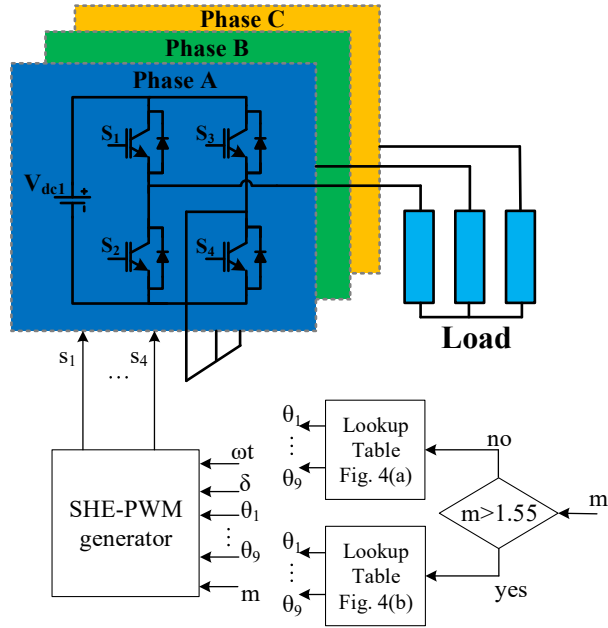 Phase C
Phase B
Phase A
S1
S3
Vdc1
+
-
S2
S4
Load
s1
…
s4
SHE-PWM
generator
ωt
δ
θ1
⋮
θ9
m
θ1
⋮
θ9
Lookup
Table
Fig. 4(a)
no
m>1.55
m
yes
θ1
⋮
θ9
Lookup
Table
Fig. 4(b)